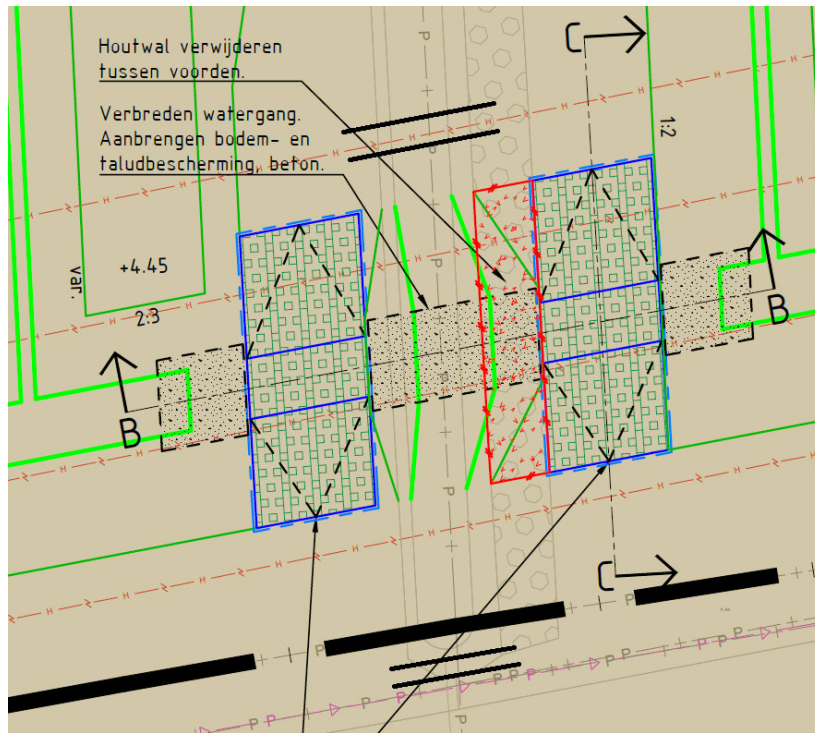 Houtwal verwijderen
tussen voorden.
Verbreden watergang.
Aanbrengen bodem- en
taludbescherming, beton.
C
1:2
+4.45
var.
2:3
B
B
C
P
P
P
P
P
P
P P
P P P
P P
P P
H
H
H
H